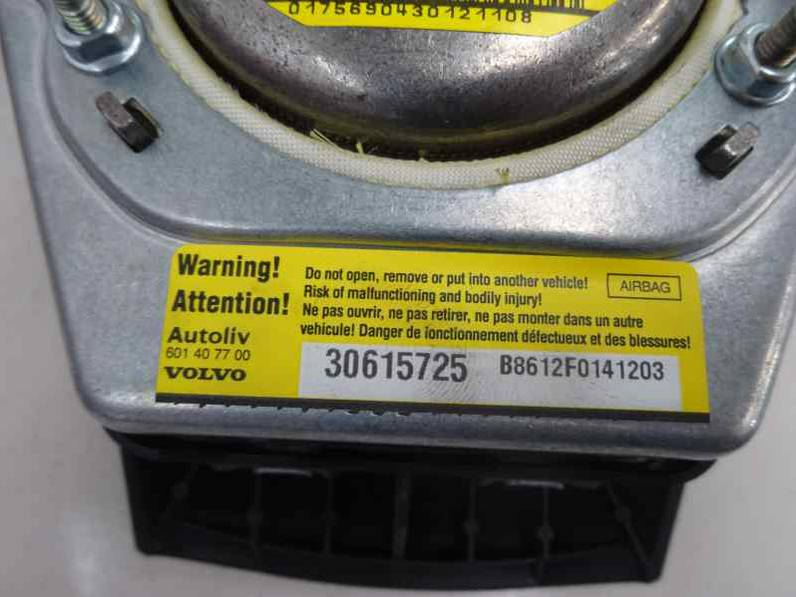 0175690430121108
Warning!
Attention!
Do not open, remove or put into another vehicle!
Risk of malfunctioning and bodily injury!
Ne pas ouvrir, ne pas retirer, ne pas monter dans un autre
vehicule! Danger de fonctionnement défectueux et des blessures!
AIRBAG
Autoliv
601 40 77 00
VOLVO
30615725
B8612F0141203